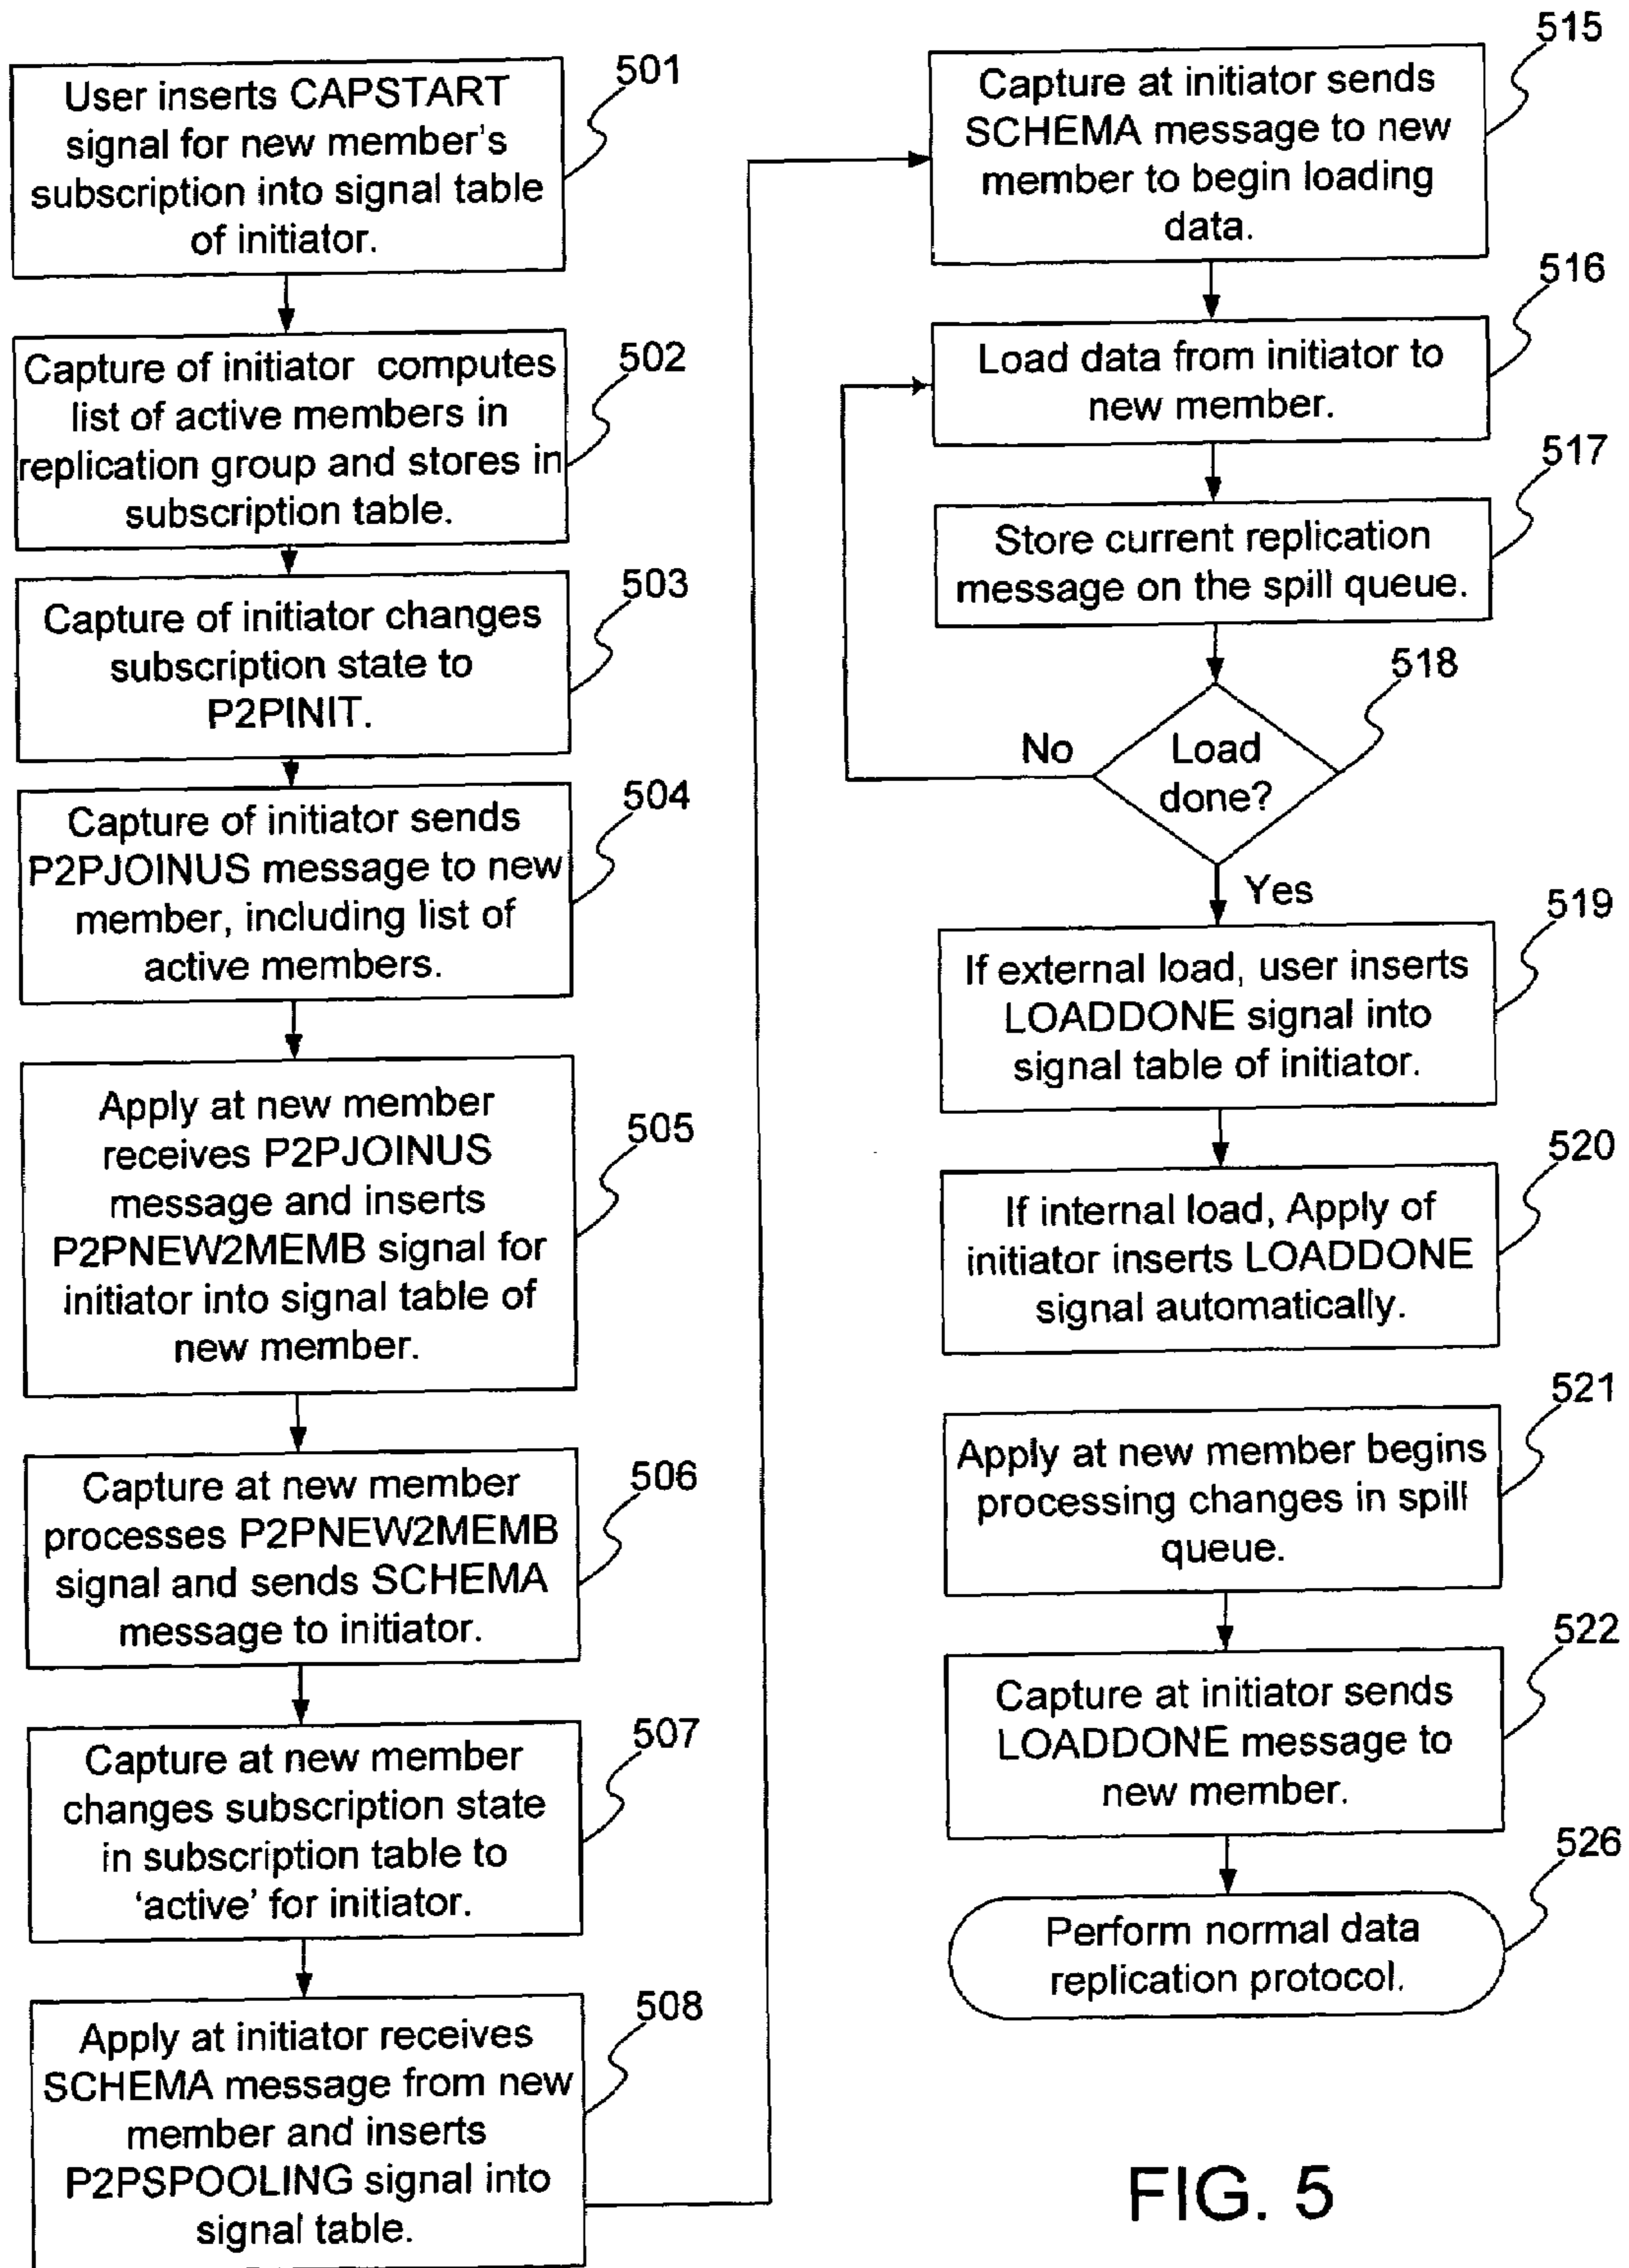 User inserts CAPSTART
signal for new member's
subscription into signal table
of initiator.
501
Capture of initiator computes
list of active members in
replication group and stores in
subscription table.
502
Capture of initiator changes
subscription state to
P2PINIT.
503
Capture of initiator sends
P2PJOINUS message to new
member, including list of
active members.
504
Apply at new member
receives P2PJOINUS
message and inserts
P2PNEW2MEMB signal for
initiator into signal table of
new member.
505
Capture at new member
processes P2PNEW2MEMB
signal and sends SCHEMA
message to initiator.
506
Capture at new member
changes subscription state
in subscription table to
'active' for initiator.
507
Apply at initiator receives
SCHEMA message from new
member and inserts
P2PSPOOLING signal into
signal table.
508
Capture at initiator sends
SCHEMA message to new
member to begin loading
data.
515
Load data from initiator to
new member.
516
Store current replication
message on the spill queue.
517
Load
done?
518
No
Yes
If external load, user inserts
LOADDONE signal into
signal table of initiator.
519
If internal load, Apply of
initiator inserts LOADDONE
signal automatically.
520
Apply at new member begins
processing changes in spill
queue.
521
Capture at initiator sends
LOADDONE message to
new member.
522
Perform normal data
replication protocol.
526
FIG. 5